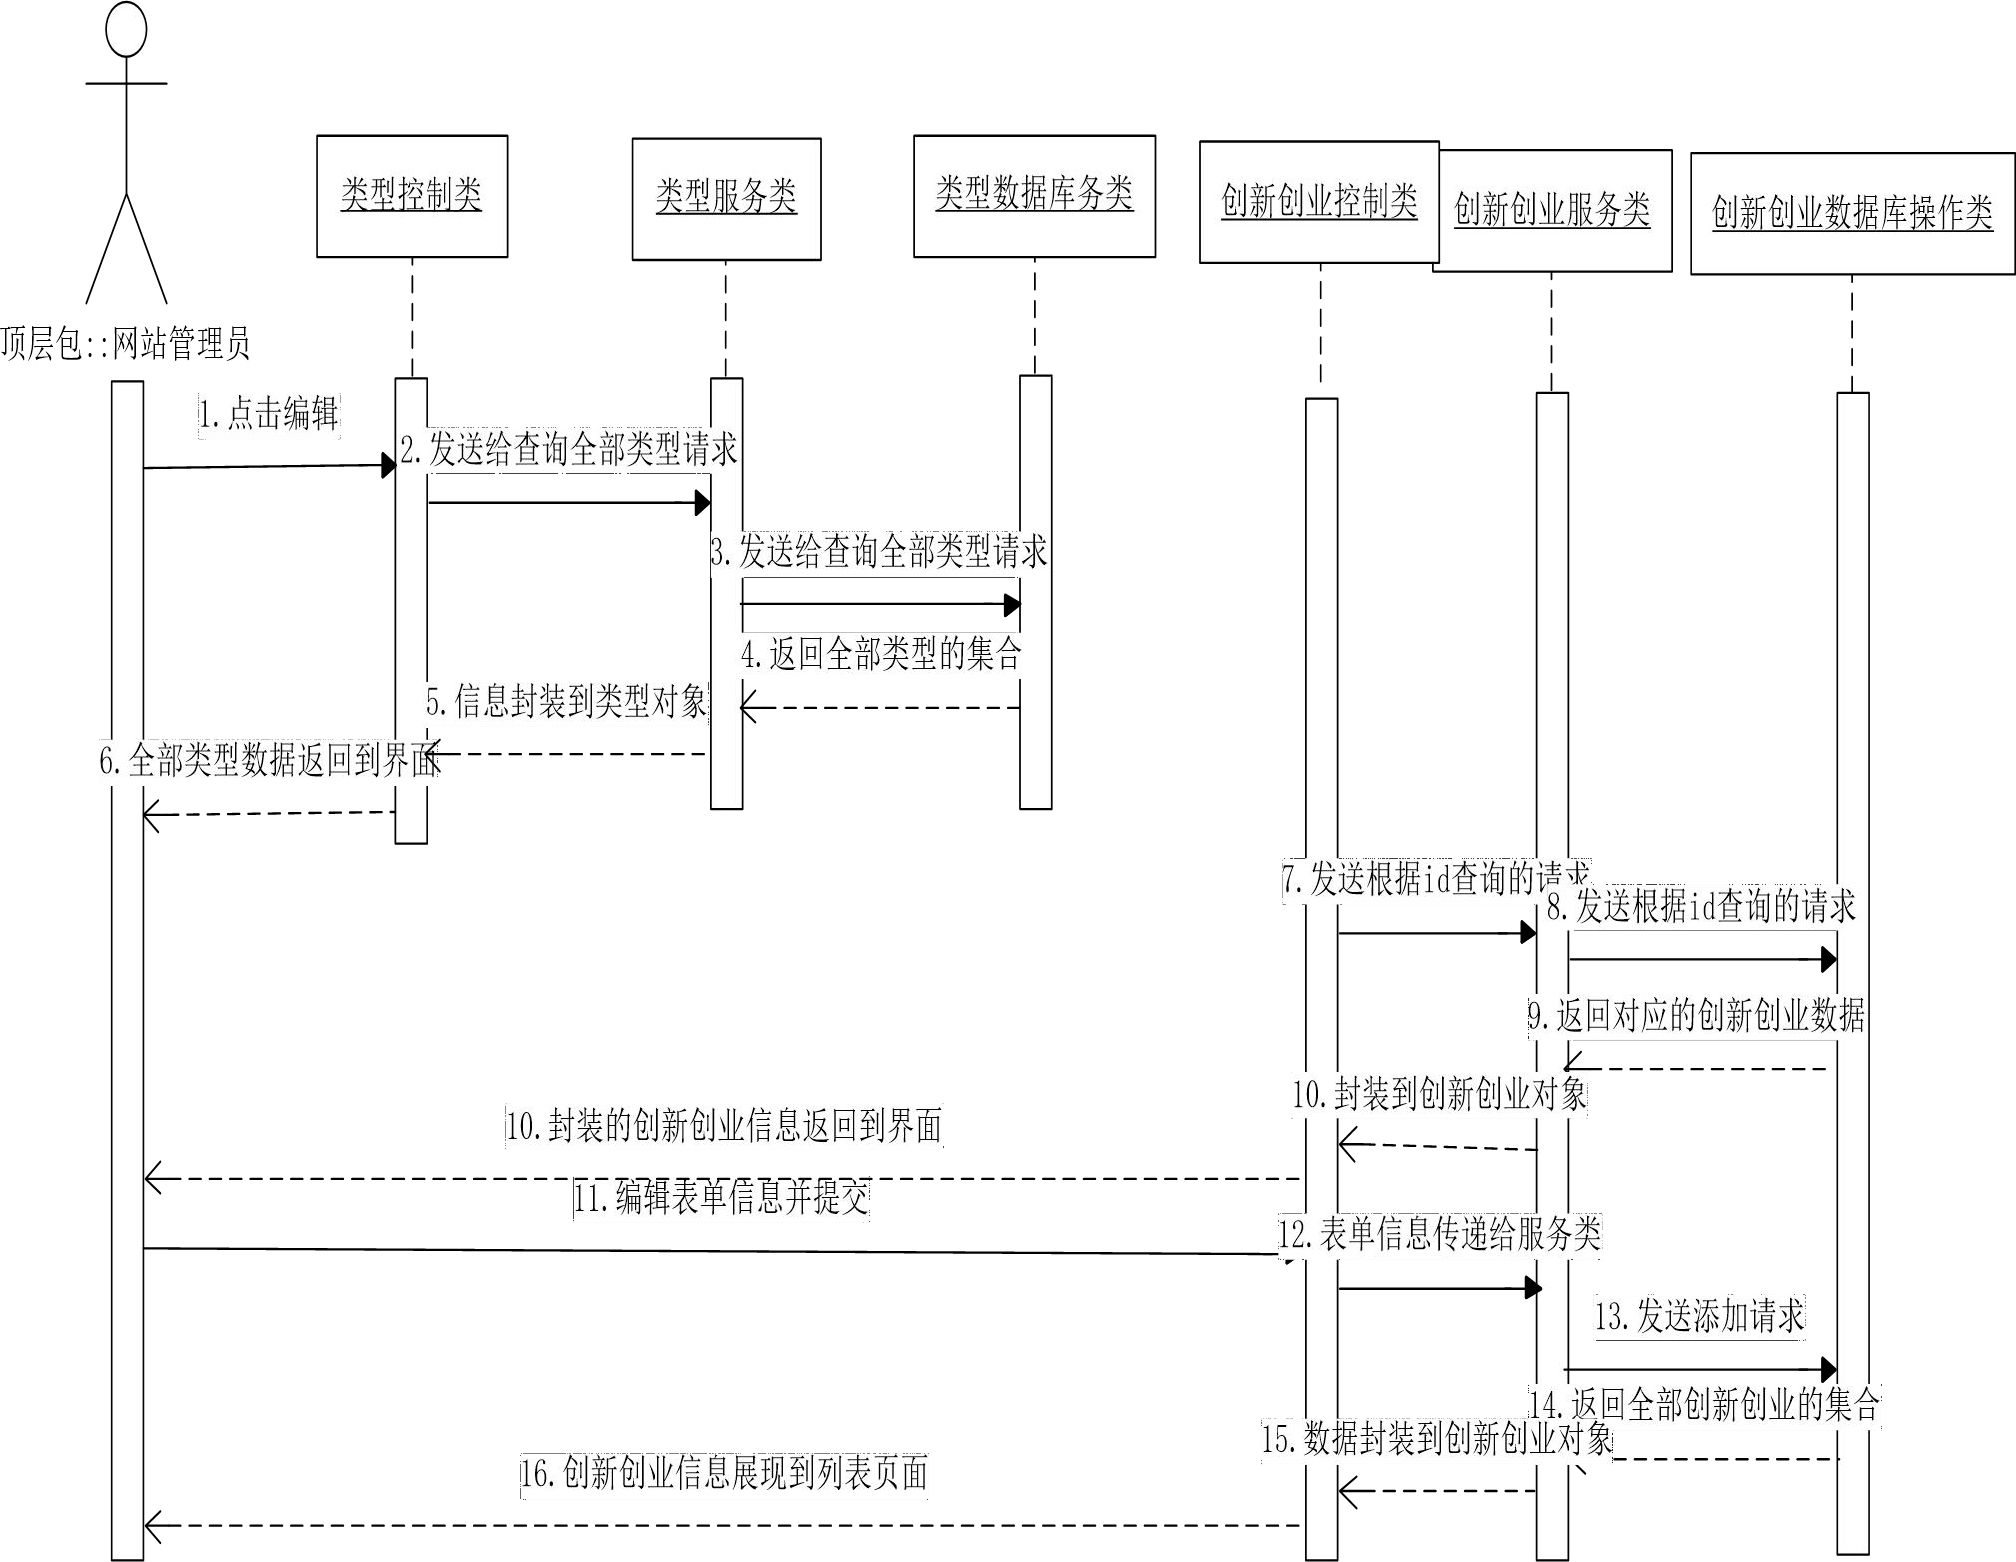 类型控制类
类型服务类
类型数据库务类
创新创业控制类
创新创业服务类
创新创业数据库操作类
顶层包::网站管理员
1.点击编辑
2.发送给查询全部类型请求
3.发送给查询全部类型请求
4.返回全部类型的集合
5.信息封装到类型对象
6.全部类型数据返回到界面
7.发送根据id查询的请求
8.发送根据id查询的请求
9.返回对应的创新创业数据
10.封装到创新创业对象
10.封装的创新创业信息返回到界面
11.编辑表单信息并提交
12.表单信息传递给服务类
13.发送添加请求
14.返回全部创新创业的集合
15.数据封装到创新创业对象
16.创新创业信息展现到列表页面